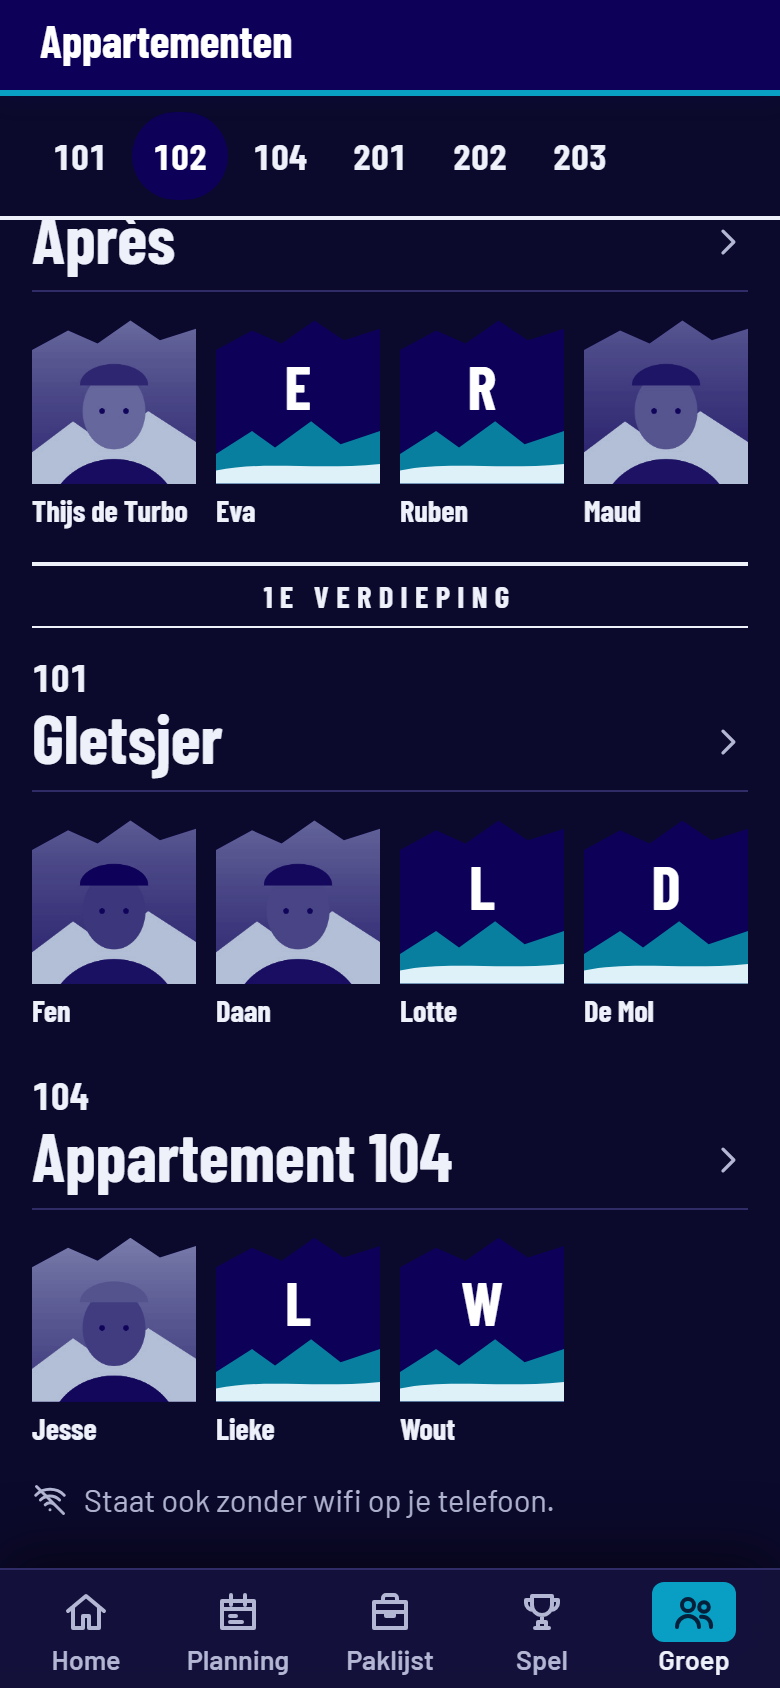 Appartementen
101 102 104 201 202 203
Après
E R
Thijs de Turbo Eva Ruben Maud
1E VERDIEPING
101
Gletsjer
L D
Fen Daan Lotte De Mol
104
Appartement 104
L W
Jesse Lieke Wout
Staat ook zonder wifi op je telefoon.
Home Planning Paklijst Spel Groep